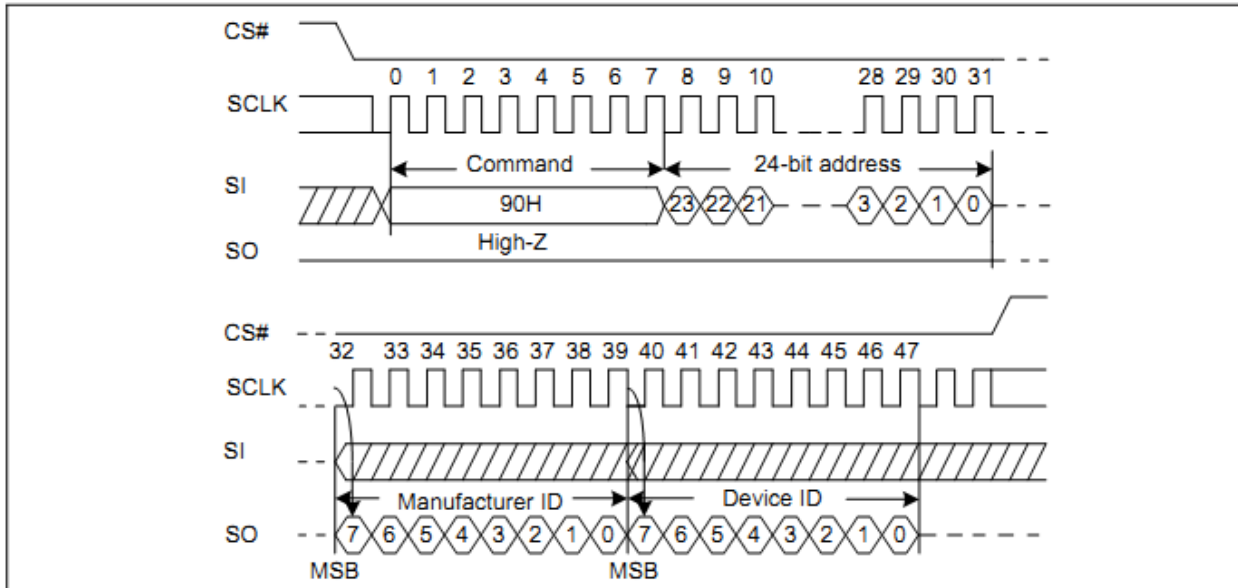 CS#
0 1 2 3 4 5 6 7 8 9 10 28 29 30 31
SCLK
Command 24-bit address
SI
90H 23 22 21 3 2 1 0
High-Z
SO
CS#
32 33 34 35 36 37 38 39 40 41 42 43 44 45 46 47
SCLK
SI
Manufacturer ID Device ID
SO 7 6 5 4 3 2 1 0 7 6 5 4 3 2 1 0
MSB MSB